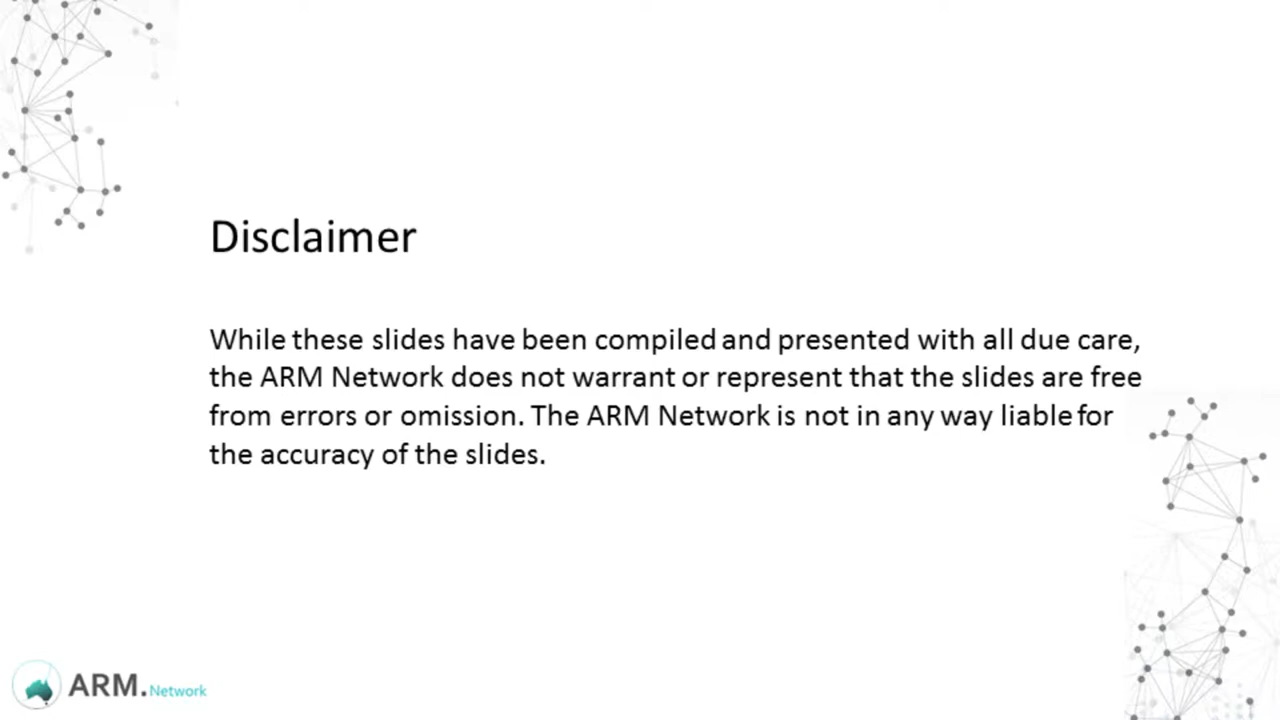 Disclaimer
While these slides have been compiled and presented with all due care,
the ARM Network does not warrant or represent that the slides are free
from errors or omission. The ARM Network is not in any way liable for
the accuracy of the slides.
ARM.Network